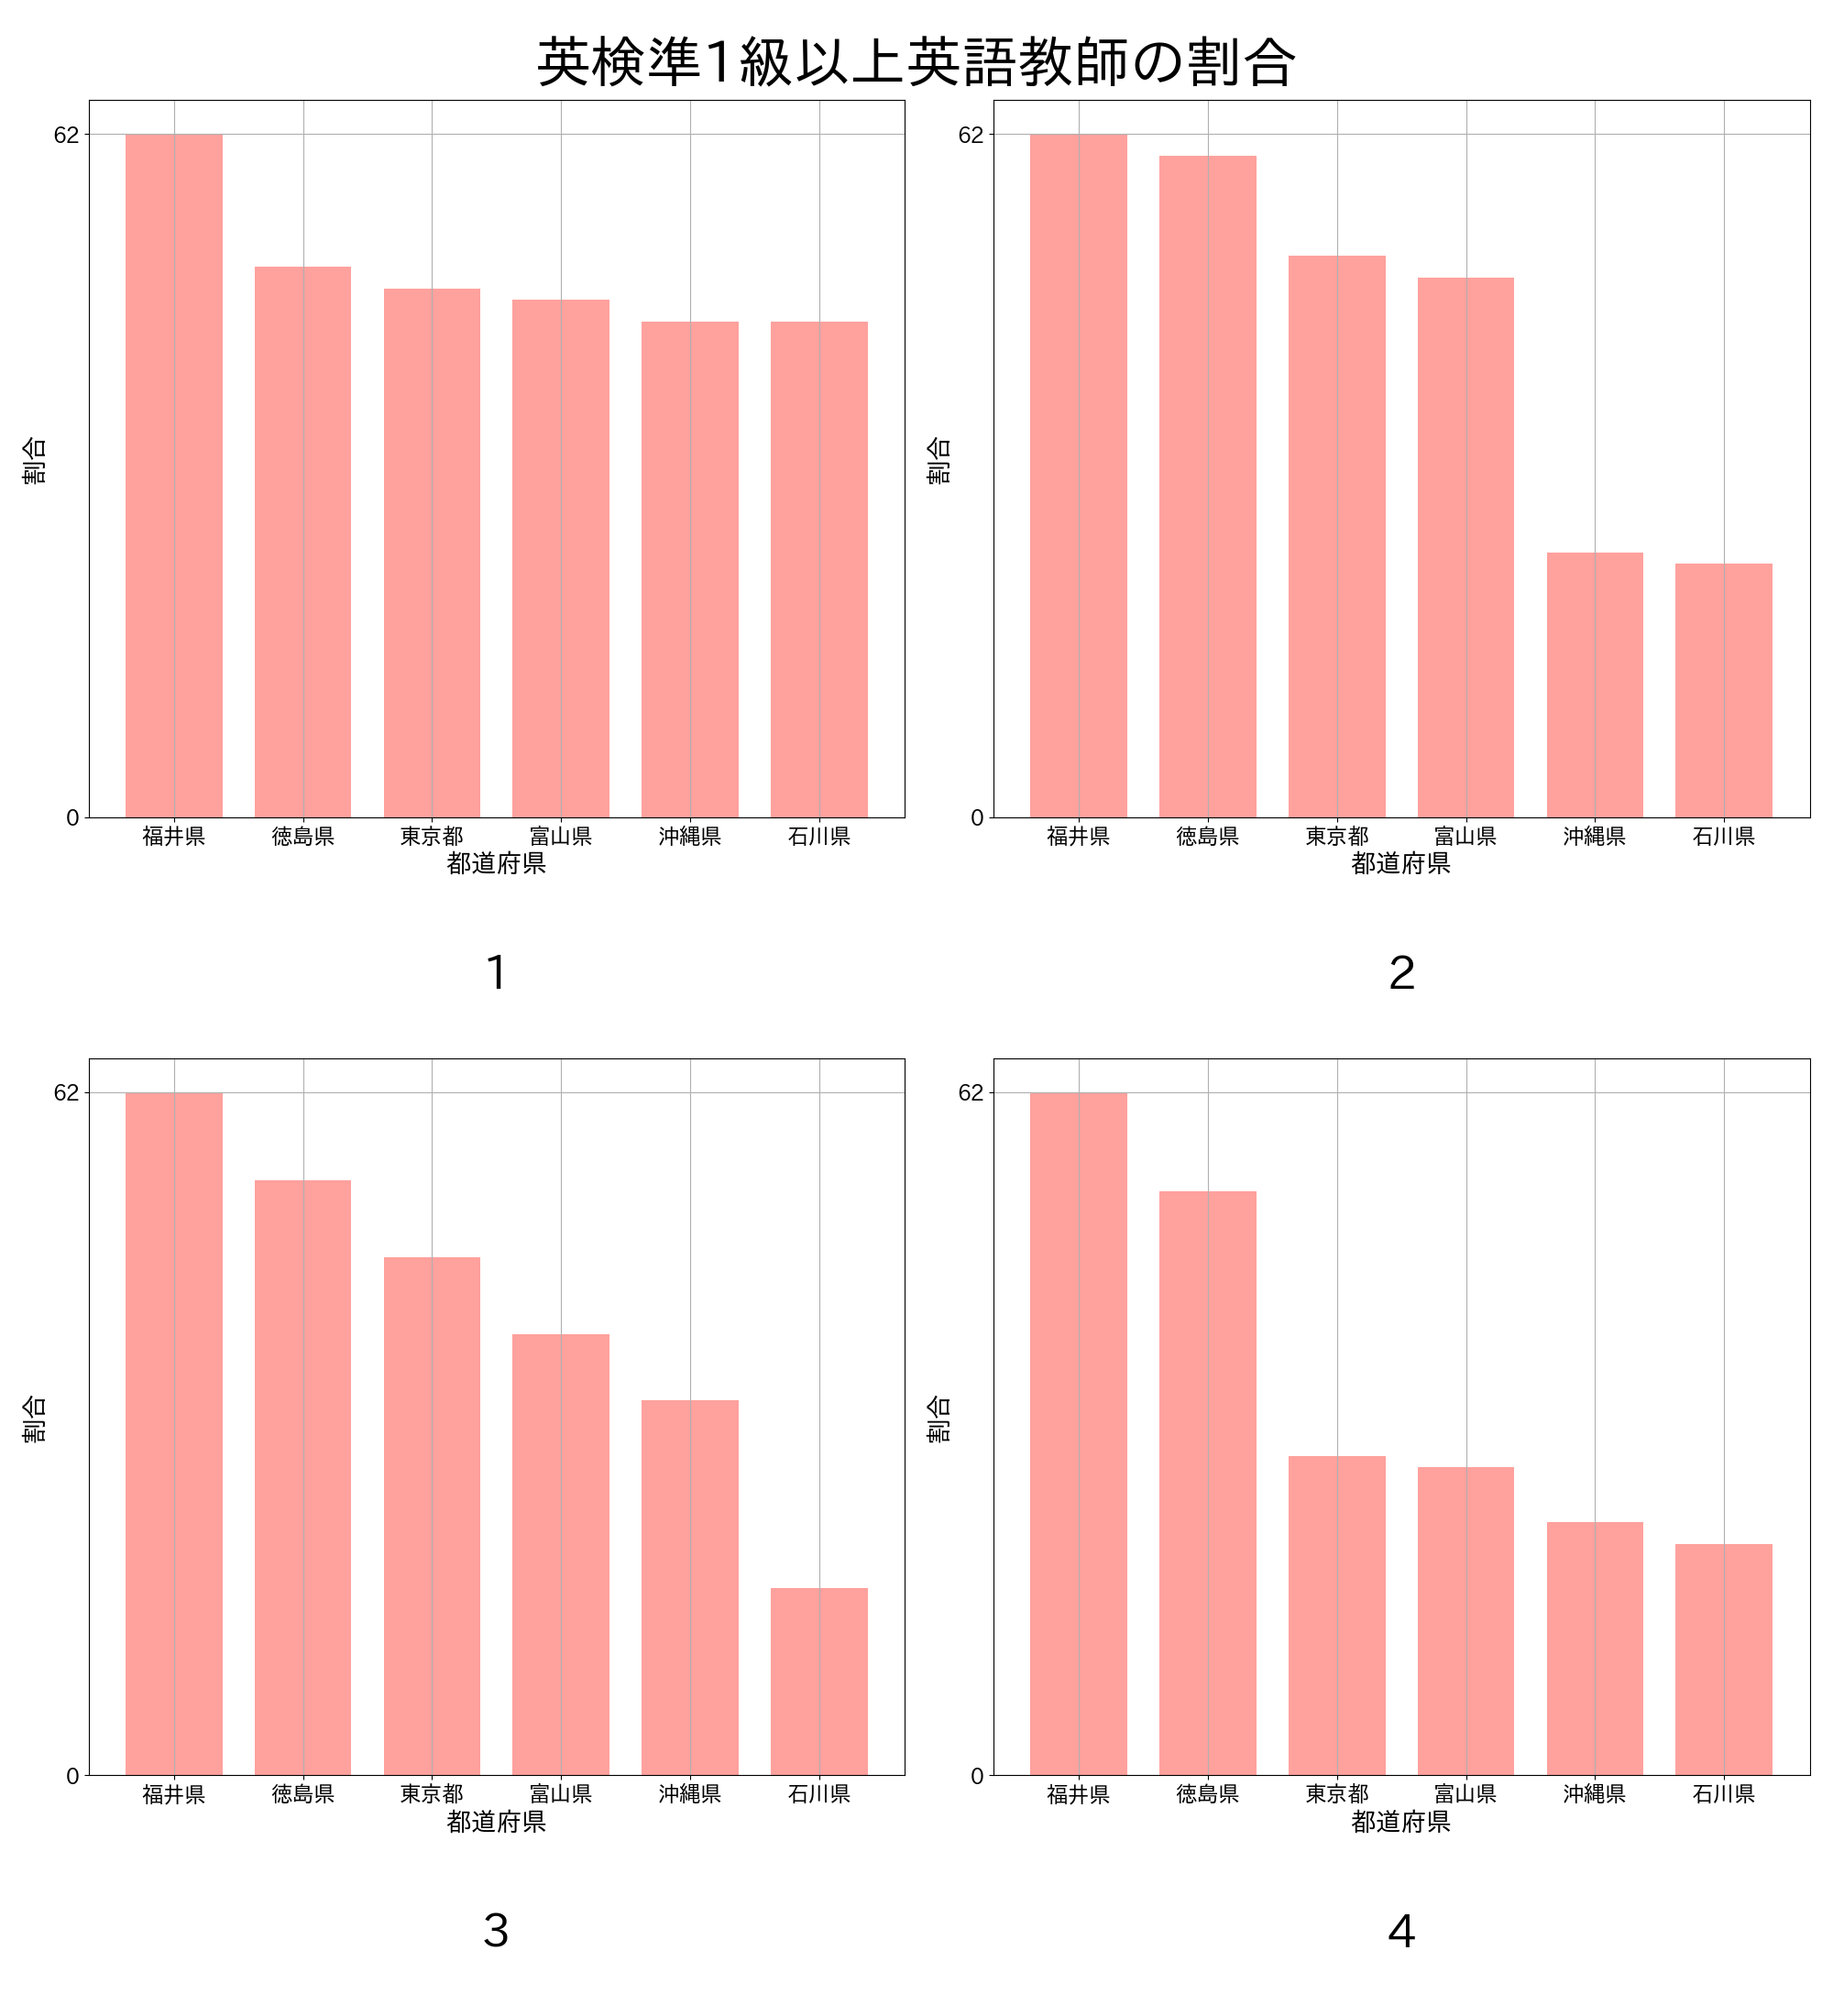 英検準1級以上英語教師の割合
62
0
割合
福井県 徳島県 東京都 富山県 沖縄県 石川県
都道府県
1
62
0
割合
福井県 徳島県 東京都 富山県 沖縄県 石川県
都道府県
2
62
0
割合
福井県 徳島県 東京都 富山県 沖縄県 石川県
都道府県
3
62
0
割合
福井県 徳島県 東京都 富山県 沖縄県 石川県
都道府県
4